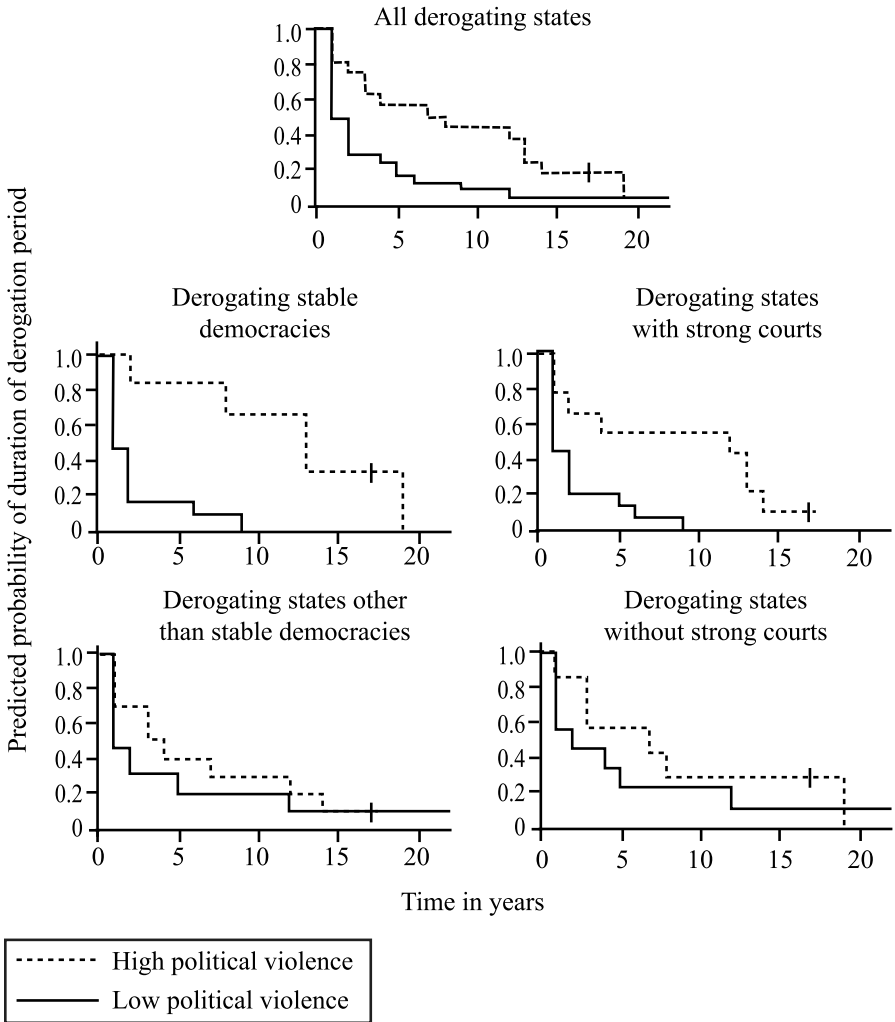 All derogating states
1.0
0.8
0.6
0.4
0.2
0
0 5 10 15 20
Predicted probability of duration of derogation period
Derogating stable
democracies
1.0
0.8
0.6
0.4
0.2
0
0 5 10 15 20
Derogating states
with strong courts
1.0
0.8
0.6
0.4
0.2
0
0 5 10 15 20
Derogating states other
than stable democracies
1.0
0.8
0.6
0.4
0.2
0
0 5 10 15 20
Derogating states
without strong courts
1.0
0.8
0.6
0.4
0.2
0
0 5 10 15 20
Time in years
High political violence
Low political violence